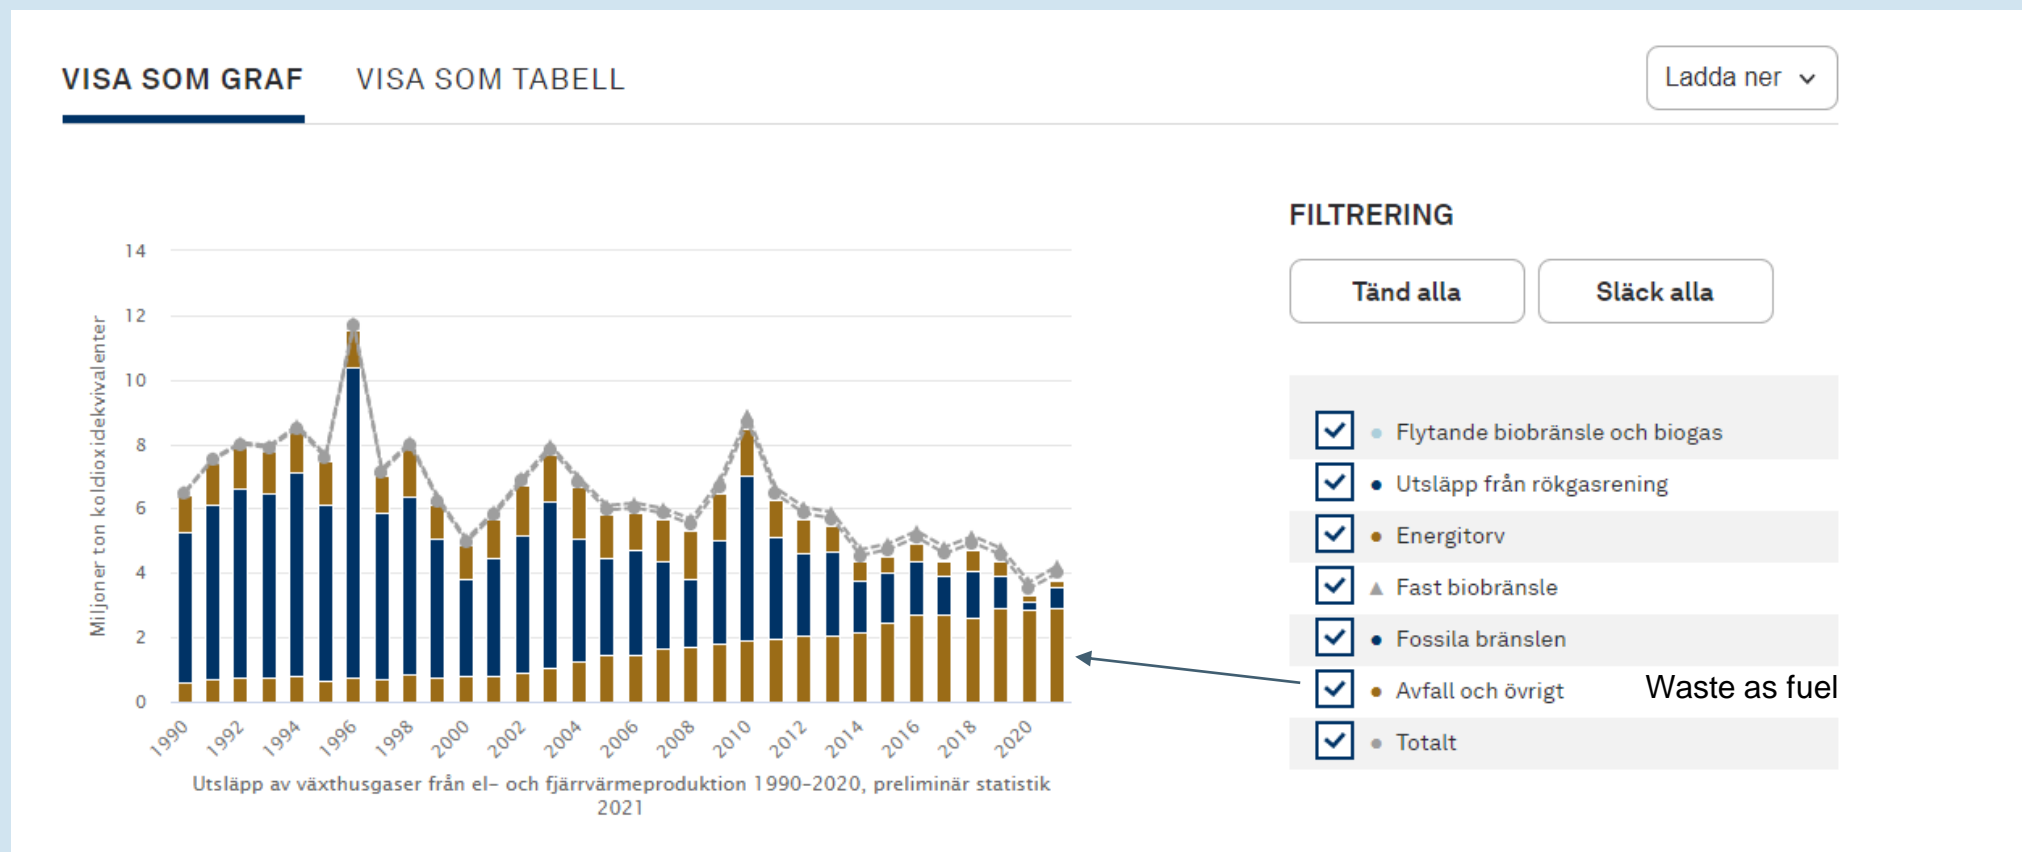 VISA SOM GRAF
VISA SOM TABELL
Ladda ner
FILTRERING
Tänd alla
Släck alla
Flytande biobränsle och biogas
Utsläpp från rökgasrening
Energitorv
Fast biobränsle
Fossila bränslen
Avfall och övrigt
Waste as fuel
Totalt
Miljoner ton koldioxidekvivalenter
14
12
10
8
6
4
2
0
1990
1992
1994
1996
1998
2000
2002
2004
2006
2008
2010
2012
2014
2016
2018
2020
Utsläpp av växthusgaser från el- och fjärrvärmeproduktion 1990-2020, preliminär statistik
2021